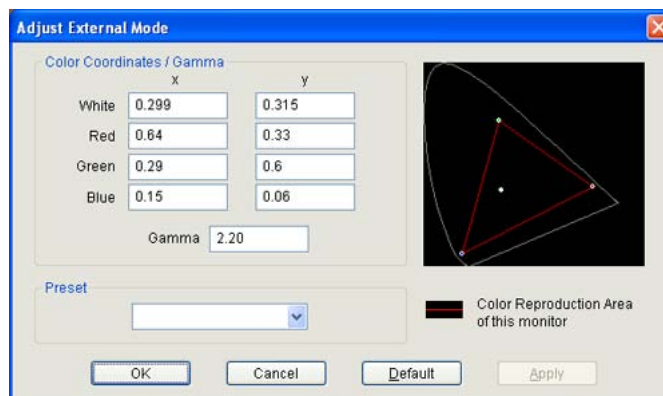 Adjust External Mode
Color Coordinates / Gamma
x y
White 0.299 0.315
Red 0.64 0.33
Green 0.29 0.6
Blue 0.15 0.06
Gamma 2.20
Preset
Color Reproduction Area
of this monitor
OK Cancel Default Apply